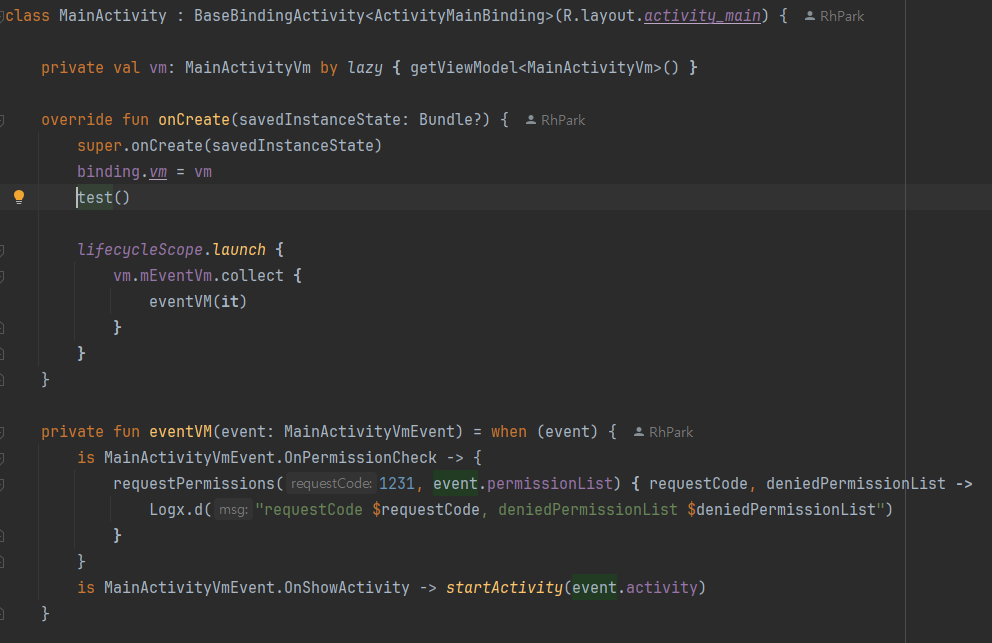 class MainActivity : BaseBindingActivity<ActivityMainBinding>(R.layout.activity_main) { RhPark
private val vm: MainActivityVm by lazy { getViewModel<MainActivityVm>() }
override fun onCreate(savedInstanceState: Bundle?) { RhPark
super.onCreate(savedInstanceState)
binding.vm = vm
test()
lifecycleScope.launch {
vm.mEventVm.collect {
eventVM(it)
}
}
}
private fun eventVM(event: MainActivityVmEvent) = when (event) { RhPark
is MainActivityVmEvent.OnPermissionCheck -> {
requestPermissions( requestCode: 1231, event.permissionList) { requestCode, deniedPermissionList ->
Logx.d( msg: "requestCode $requestCode, deniedPermissionList $deniedPermissionList")
}
}
is MainActivityVmEvent.OnShowActivity -> startActivity(event.activity)
}